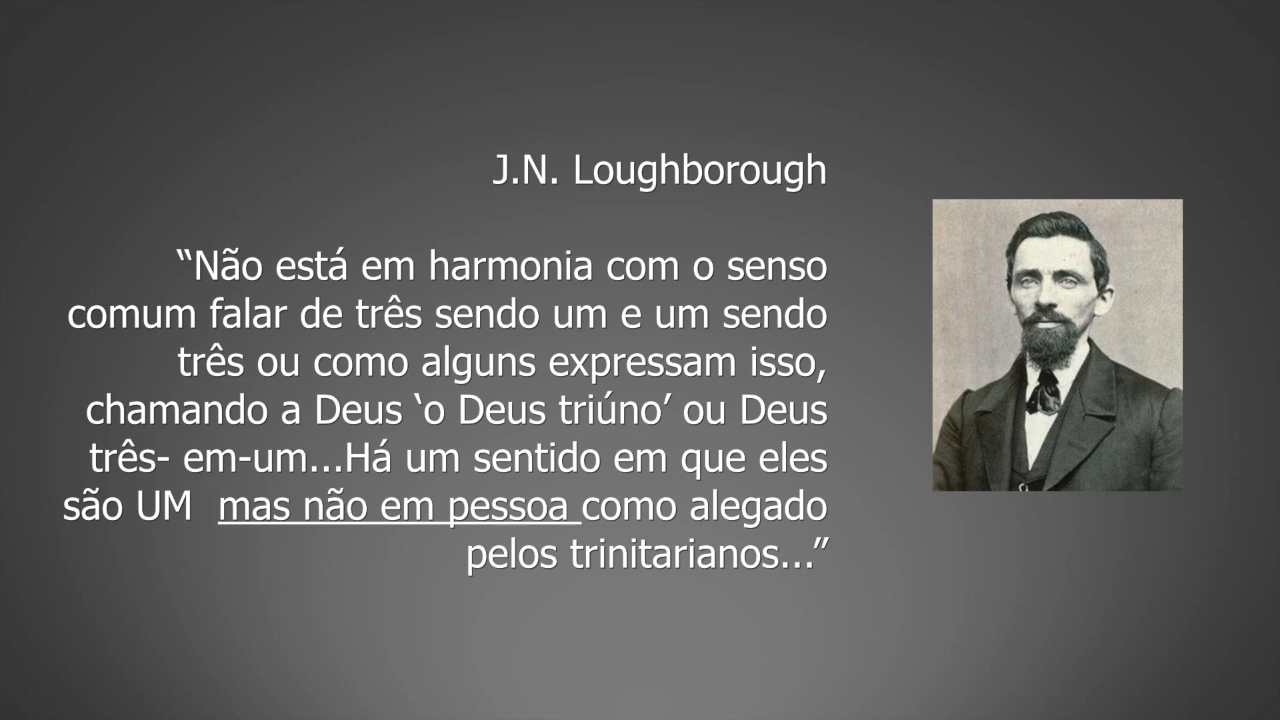 J.N. Loughborough
“Não está em harmonia com o senso
comum falar de três sendo um e um sendo
três ou como alguns expressam isso,
chamando a Deus ‘o Deus triúno’ ou Deus
três- em-um...Há um sentido em que eles
são UM  mas não em pessoa como alegado
pelos trinitarianos...”